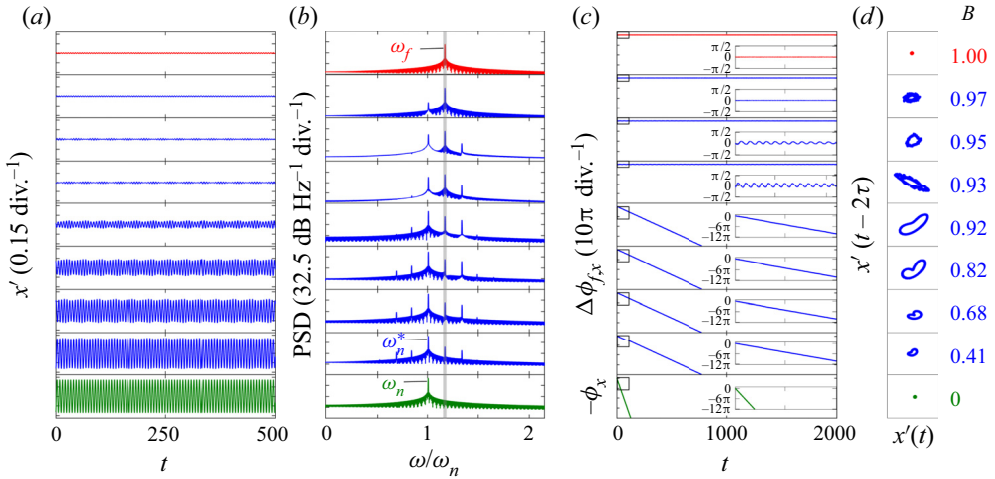 (a) (b) (c) (d) B
x′ (0.15 div.⁻¹)
0 250 500
t
PSD (32.5 dB Hz⁻¹ div.⁻¹)
ω_f
ω_n*
ω_n
0 1 2
ω/ω_n
Δϕ_{f,x} (10π div.⁻¹)
−ϕ_x
π/2
0
−π/2
π/2
0
−π/2
π/2
0
−π/2
π/2
0
−π/2
0
−6π
−12π
0
−6π
−12π
0
−6π
−12π
0
−6π
−12π
0
−6π
−12π
0 1000 2000
t
x′(t − 2τ)
x′(t)
1.00
0.97
0.95
0.93
0.92
0.82
0.68
0.41
0